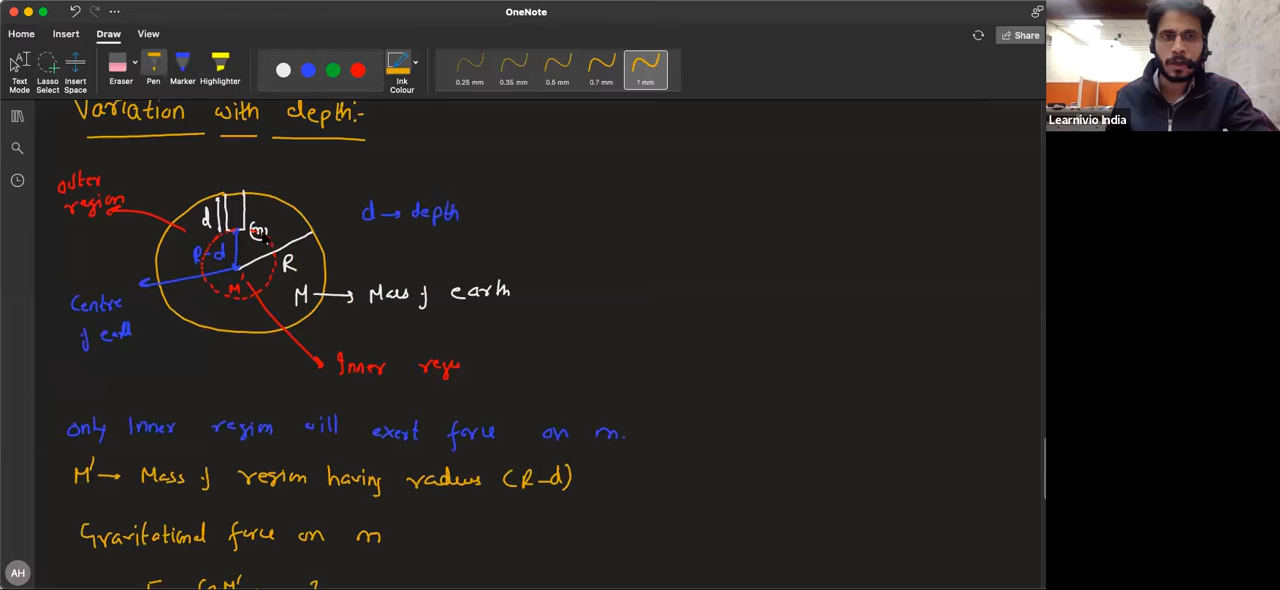 OneNote
Home Insert Draw View
Share
Text Mode
Lasso Select
Insert Space
Eraser
Pen
Marker
Highlighter
Ink Colour
0.25 mm 0.35 mm 0.5 mm 0.7 mm 1 mm
Learnivio India
Variation with depth:-
outer region
d
m
d → depth
R-d
R
M
M → Mass of earth
Centre of earth
Inner
only Inner region will exert force on m.
M' → Mass of region having radius (R-d)
Gravitational force on m
AH